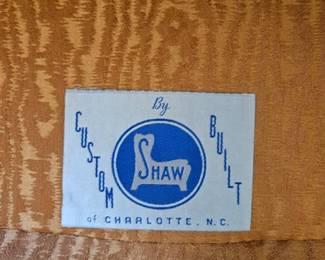 By
CUSTOM
BUILT
SHAW
of CHARLOTTE, N.C.